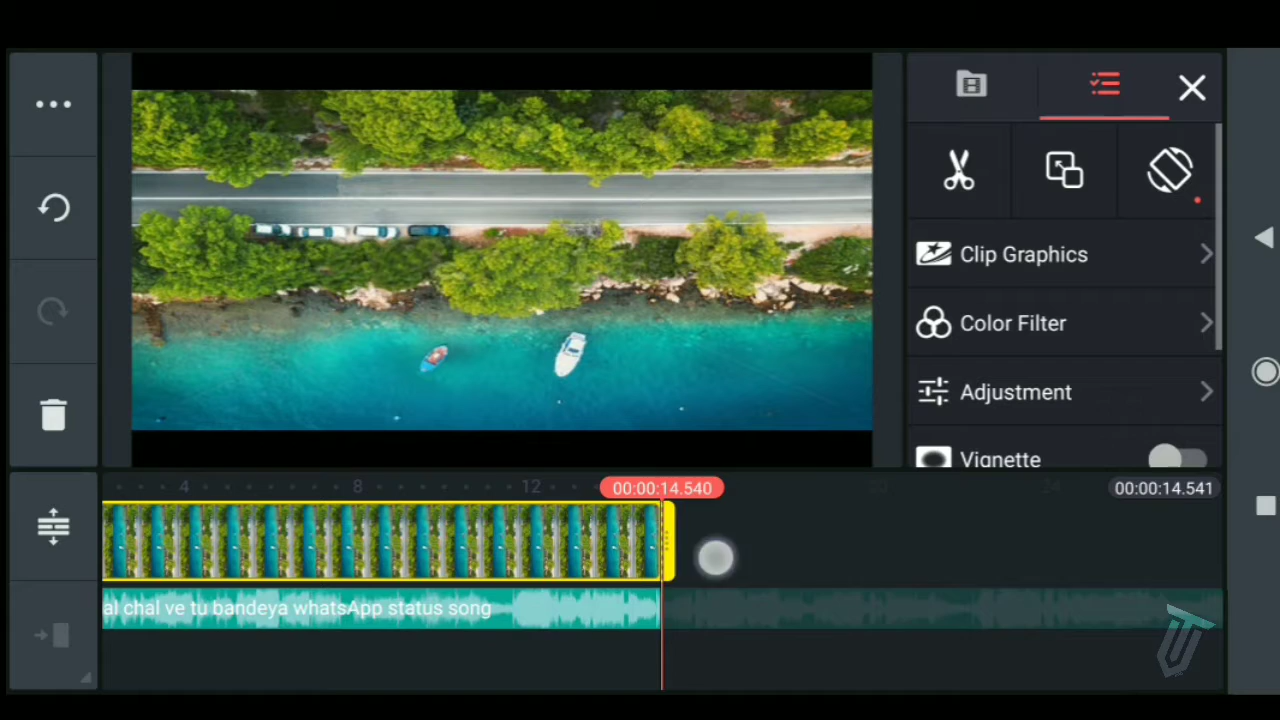 Clip Graphics
Color Filter
Adjustment
Vignette
4
8
12
00:00:14.540
00:00:14.541
al chal ve tu bandeya whatsApp status song